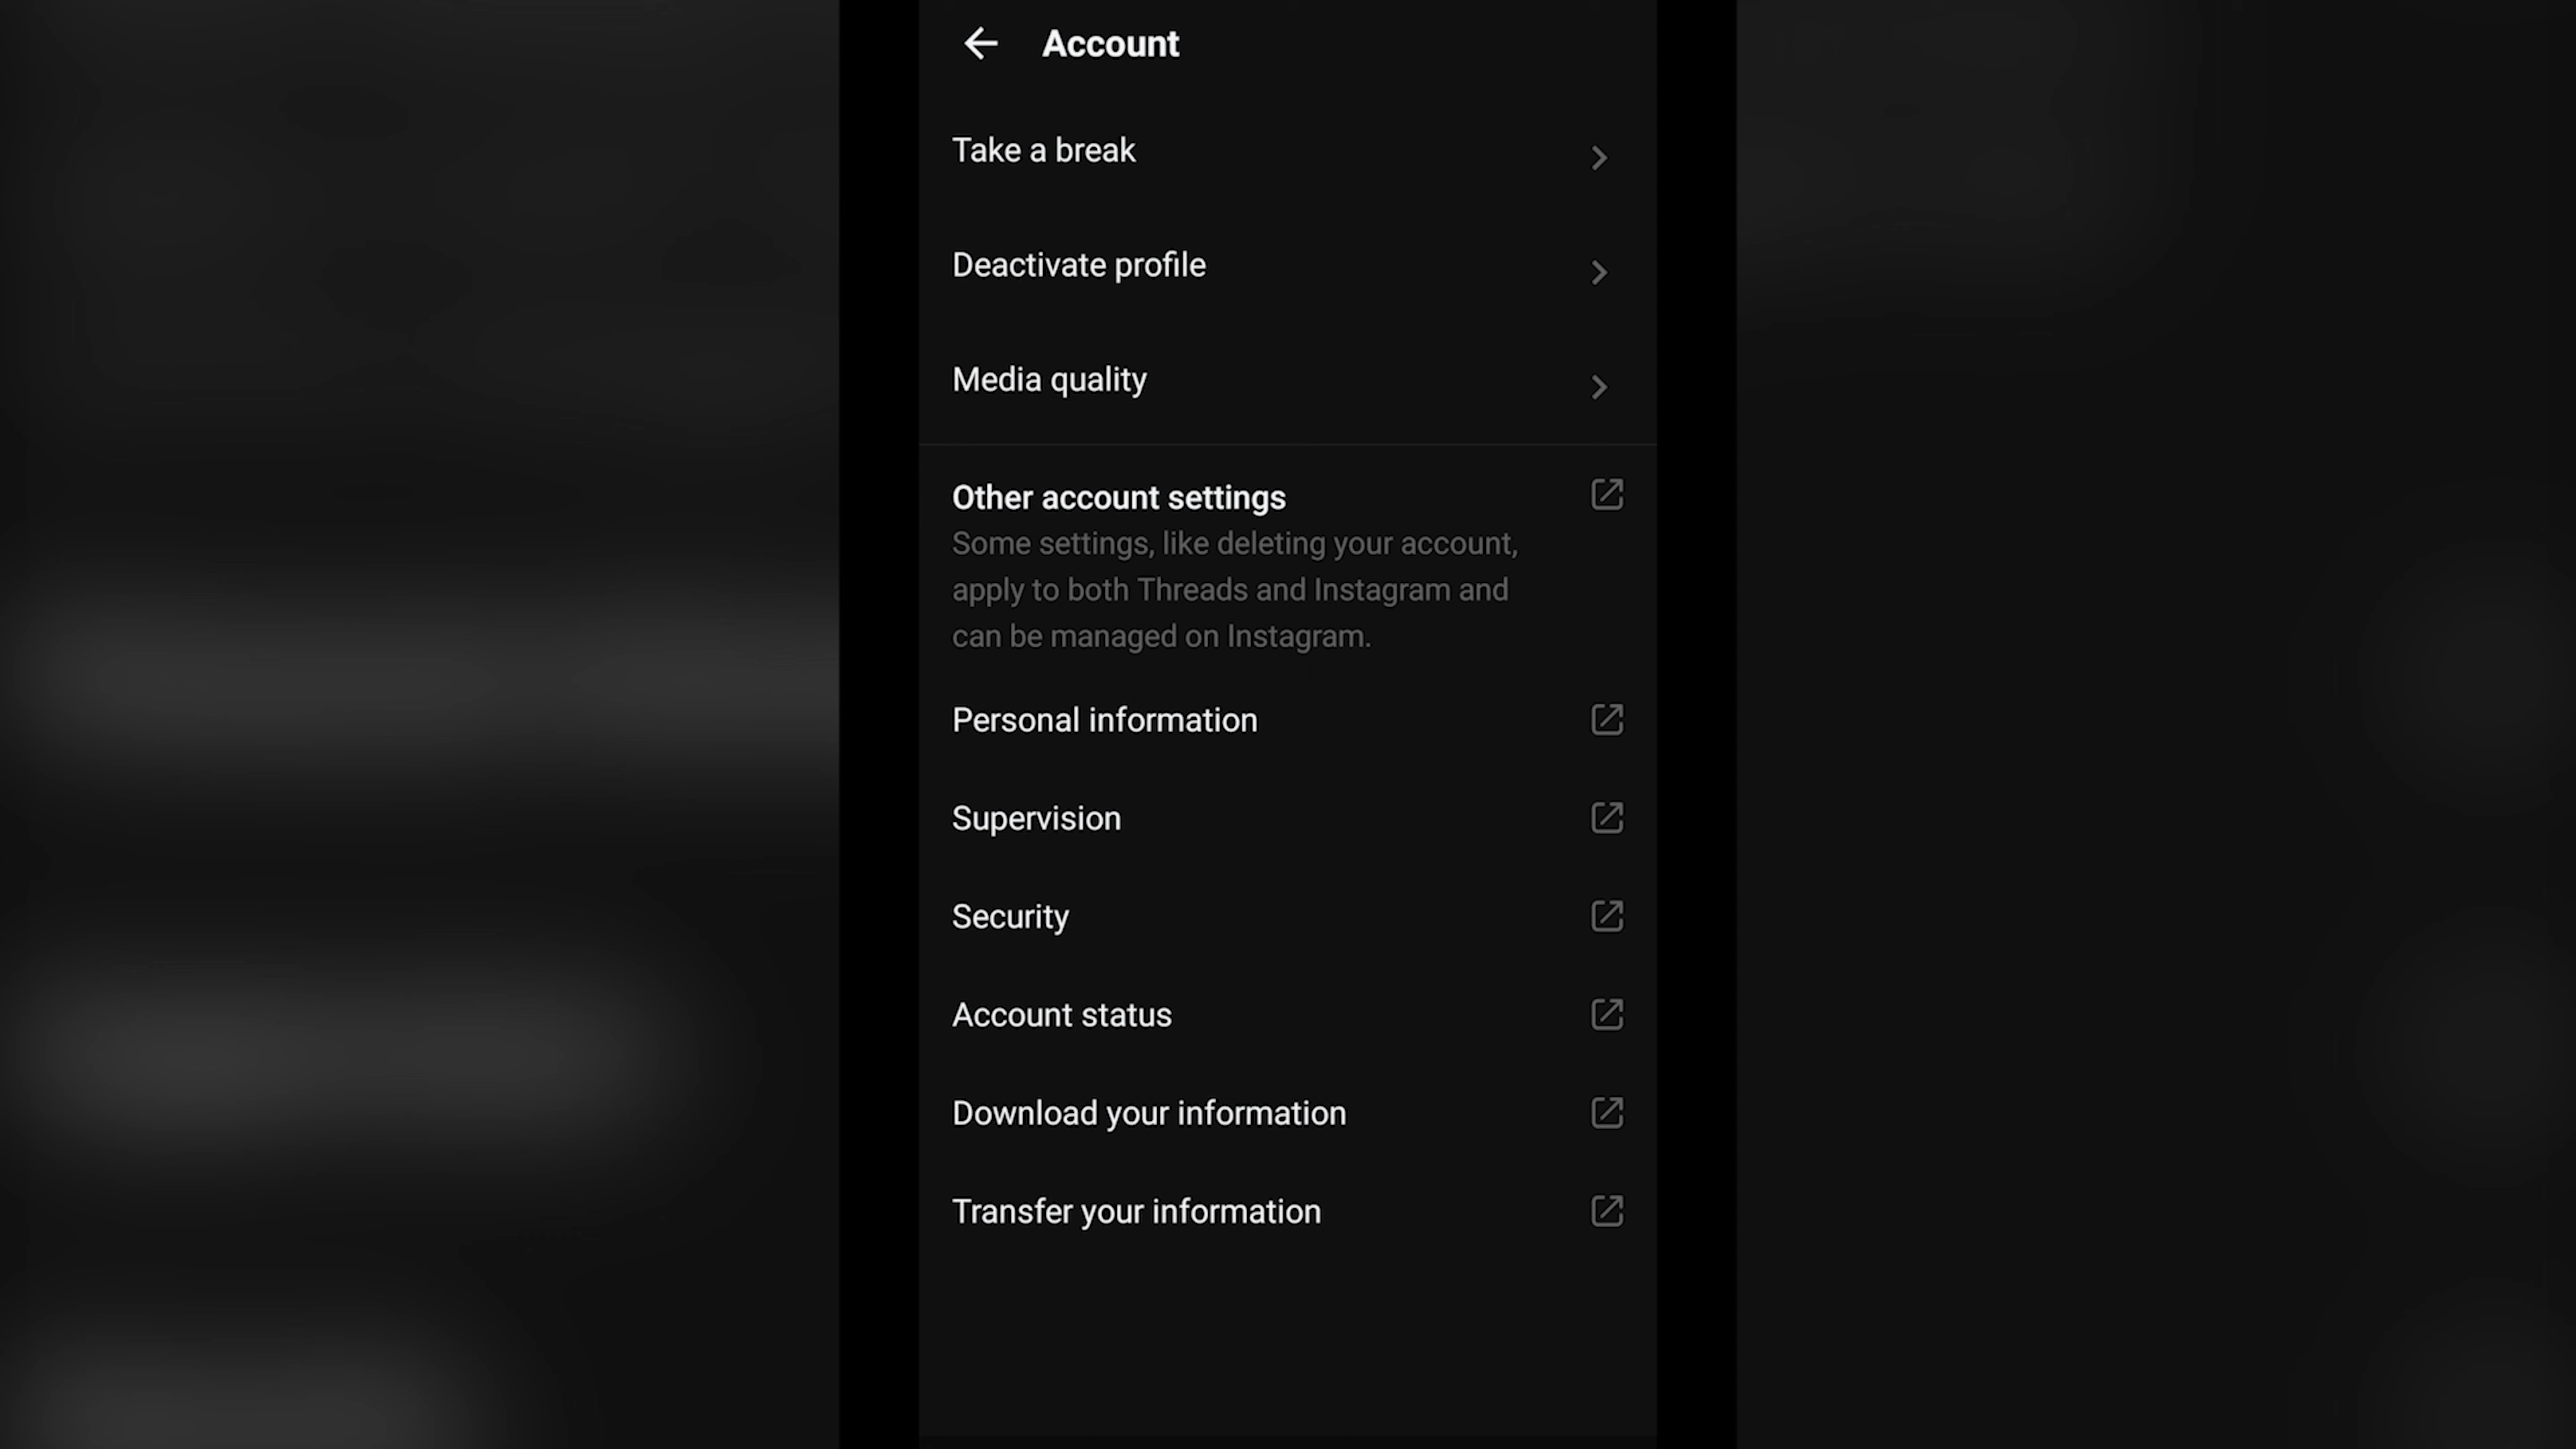 Account
Take a break
Deactivate profile
Media quality
Other account settings
Some settings, like deleting your account,
apply to both Threads and Instagram and
can be managed on Instagram.
Personal information
Supervision
Security
Account status
Download your information
Transfer your information